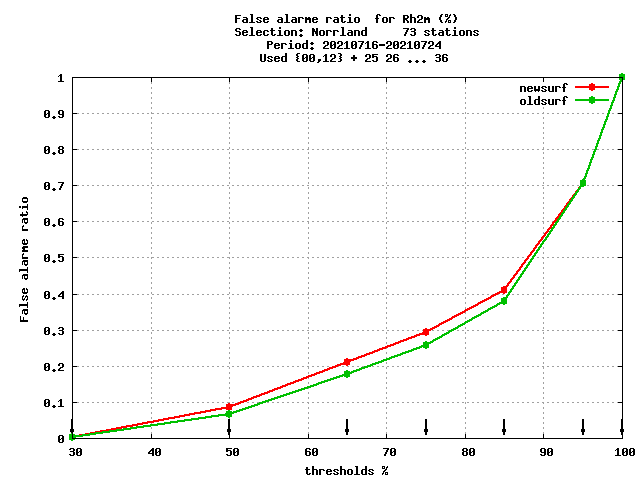 False alarme ratio  for Rh2m (%)
Selection: Norrland     73 stations
Period: 20210716-20210724
Used {00,12} + 25 26 ... 36
newsurf
oldsurf
1
0.9
0.8
0.7
0.6
0.5
0.4
0.3
0.2
0.1
0
False alarme ratio
30 40 50 60 70 80 90 100
thresholds %